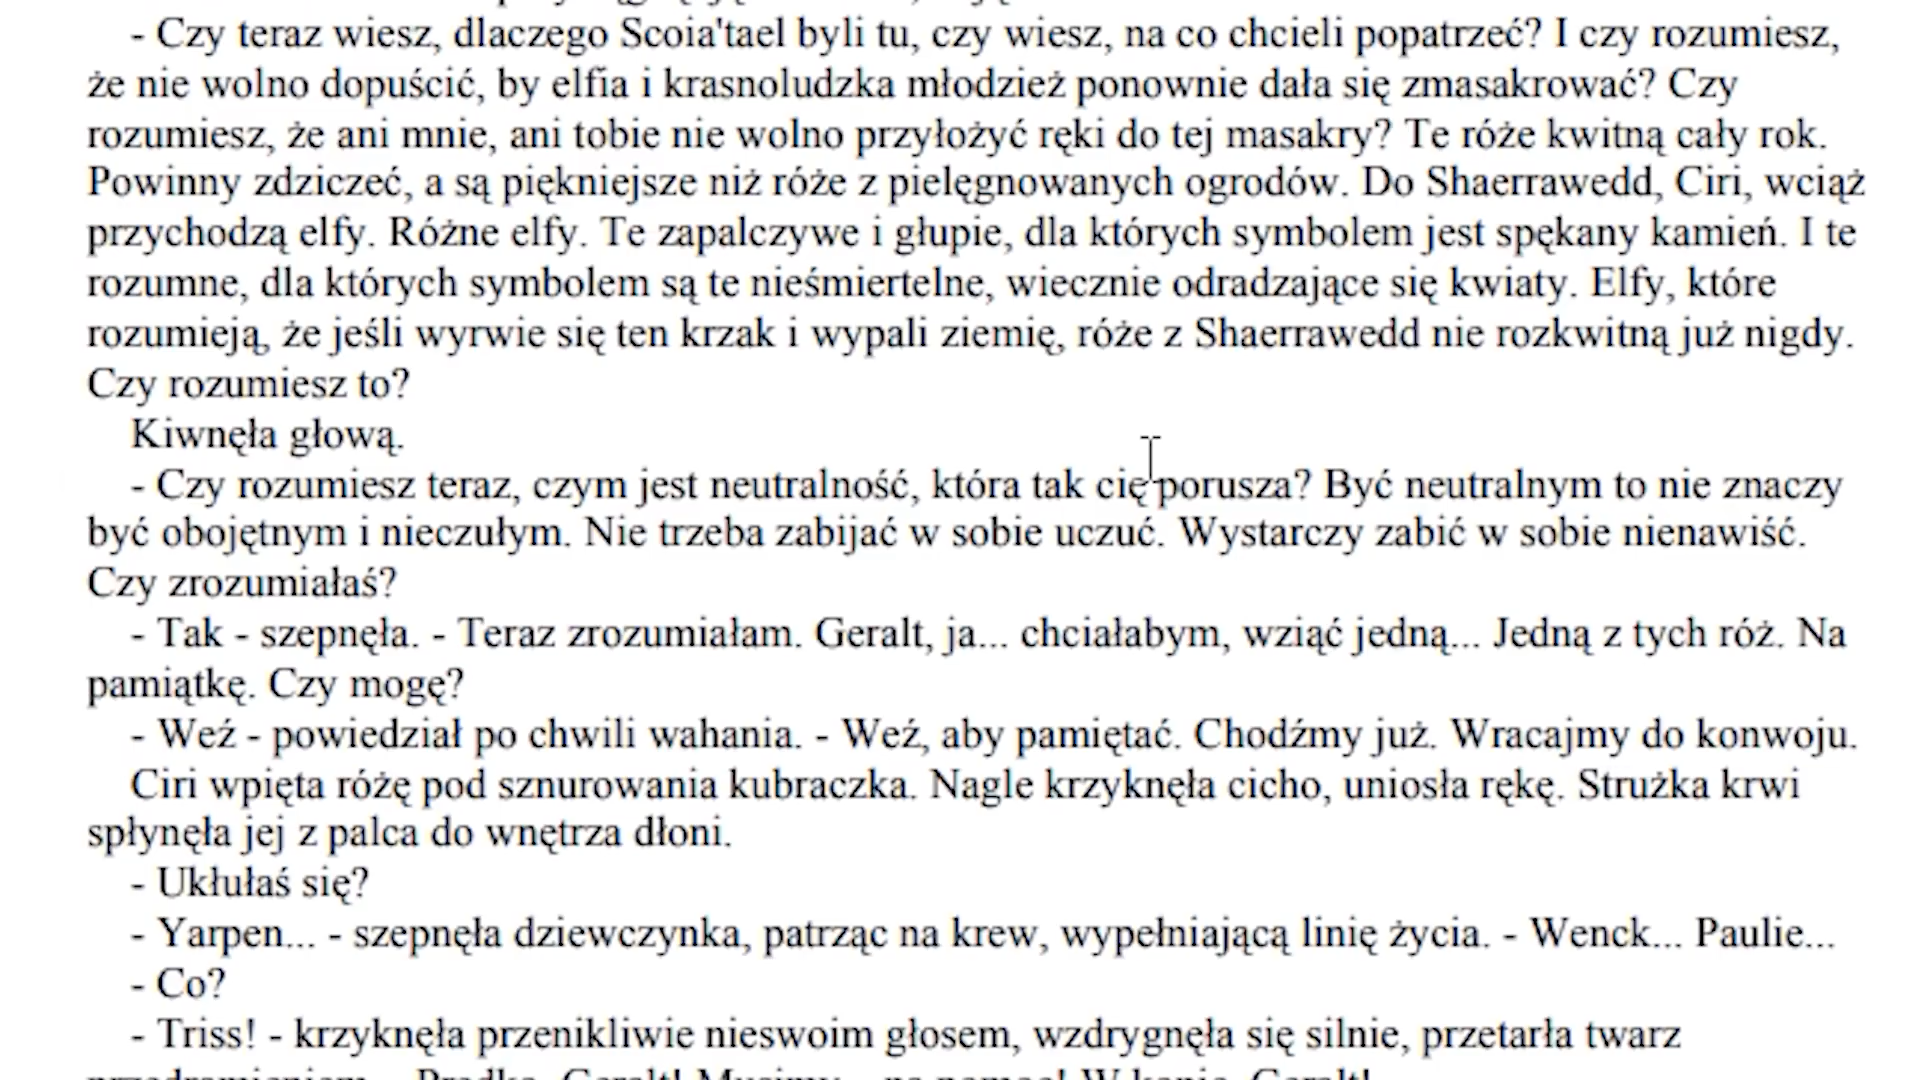 - Czy teraz wiesz, dlaczego Scoia'tael byli tu, czy wiesz, na co chcieli popatrzeć? I czy rozumiesz,
że nie wolno dopuścić, by elfia i krasnoludzka młodzież ponownie dała się zmasakrować? Czy
rozumiesz, że ani mnie, ani tobie nie wolno przyłożyć ręki do tej masakry? Te róże kwitną cały rok.
Powinny zdziczeć, a są piękniejsze niż róże z pielęgnowanych ogrodów. Do Shaerrawedd, Ciri, wciąż
przychodzą elfy. Różne elfy. Te zapalczywe i głupie, dla których symbolem jest spękany kamień. I te
rozumne, dla których symbolem są te nieśmiertelne, wiecznie odradzające się kwiaty. Elfy, które
rozumieją, że jeśli wyrwie się ten krzak i wypali ziemię, róże z Shaerrawedd nie rozkwitną już nigdy.
Czy rozumiesz to?
Kiwnęła głową.
- Czy rozumiesz teraz, czym jest neutralność, która tak cię porusza? Być neutralnym to nie znaczy
być obojętnym i nieczułym. Nie trzeba zabijać w sobie uczuć. Wystarczy zabić w sobie nienawiść.
Czy zrozumiałaś?
- Tak - szepnęła. - Teraz zrozumiałam. Geralt, ja... chciałabym, wziąć jedną... Jedną z tych róż. Na
pamiątkę. Czy mogę?
- Weź - powiedział po chwili wahania. - Weź, aby pamiętać. Chodźmy już. Wracajmy do konwoju.
Ciri wpięta różę pod sznurowania kubraczka. Nagle krzyknęła cicho, uniosła rękę. Strużka krwi
spłynęła jej z palca do wnętrza dłoni.
- Ukłułaś się?
- Yarpen... - szepnęła dziewczynka, patrząc na krew, wypełniającą linię życia. - Wenck... Paulie...
- Co?
- Triss! - krzyknęła przenikliwie nieswoim głosem, wzdrygnęła się silnie, przetarła twarz